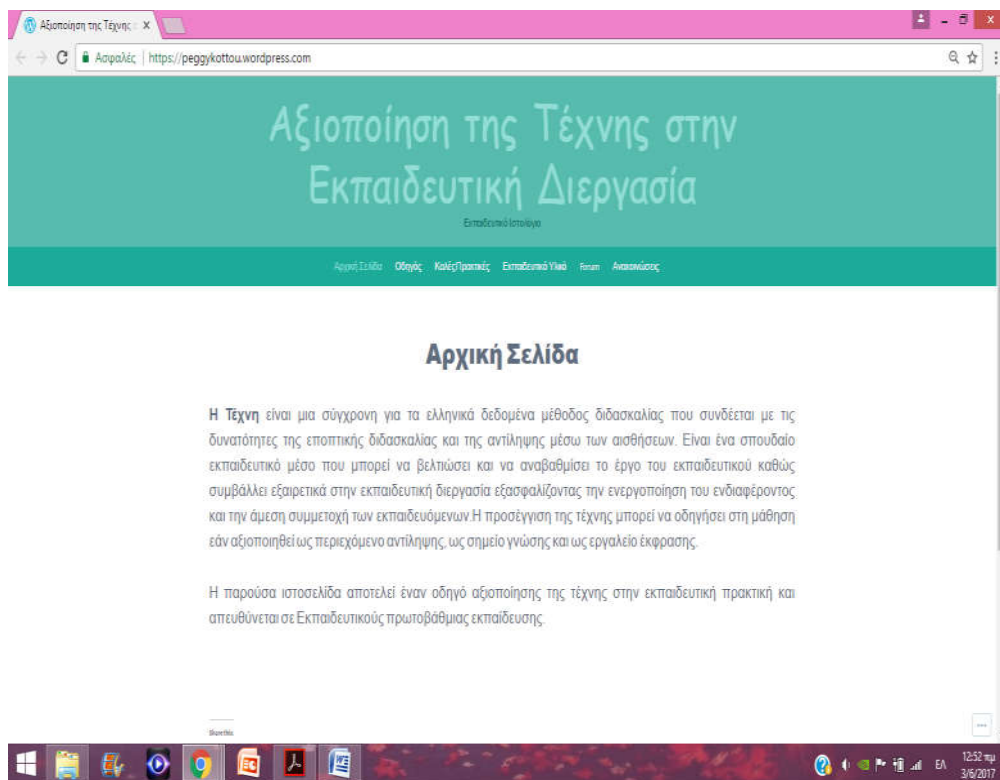 Αξιοποίηση της Τέχνης
Ασφαλές | https://peggykottou.wordpress.com
Αξιοποίηση της Τέχνης στην
Εκπαιδευτική Διεργασία
Εκπαιδευτικό Ιστολόγιο
Αρχική Σελίδα Οδηγός Καλές Πρακτικές Εκπαιδευτικό Υλικό Forum Ανακοινώσεις
Αρχική Σελίδα
Η Τέχνη είναι μια σύγχρονη για τα ελληνικά δεδομένα μέθοδος διδασκαλίας που συνδέεται με τις
δυνατότητες της εποπτικής διδασκαλίας και της αντίληψης μέσω των αισθήσεων. Είναι ένα σπουδαίο
εκπαιδευτικό μέσο που μπορεί να βελτιώσει και να αναβαθμίσει το έργο του εκπαιδευτικού καθώς
συμβάλλει εξαιρετικά στην εκπαιδευτική διεργασία εξασφαλίζοντας την ενεργοποίηση του ενδιαφέροντος
και την άμεση συμμετοχή των εκπαιδευόμενων.Η προσέγγιση της τέχνης μπορεί να οδηγήσει στη μάθηση
εάν αξιοποιηθεί ως περιεχόμενο αντίληψης, ως σημείο γνώσης και ως εργαλείο έκφρασης.
Η παρούσα ιστοσελίδα αποτελεί έναν οδηγό αξιοποίησης της τέχνης στην εκπαιδευτική πρακτική και
απευθύνεται σε Εκπαιδευτικούς πρωτοβάθμιας εκπαίδευσης.
Share this:
ΕΛ 12:52 πμ
3/6/2017